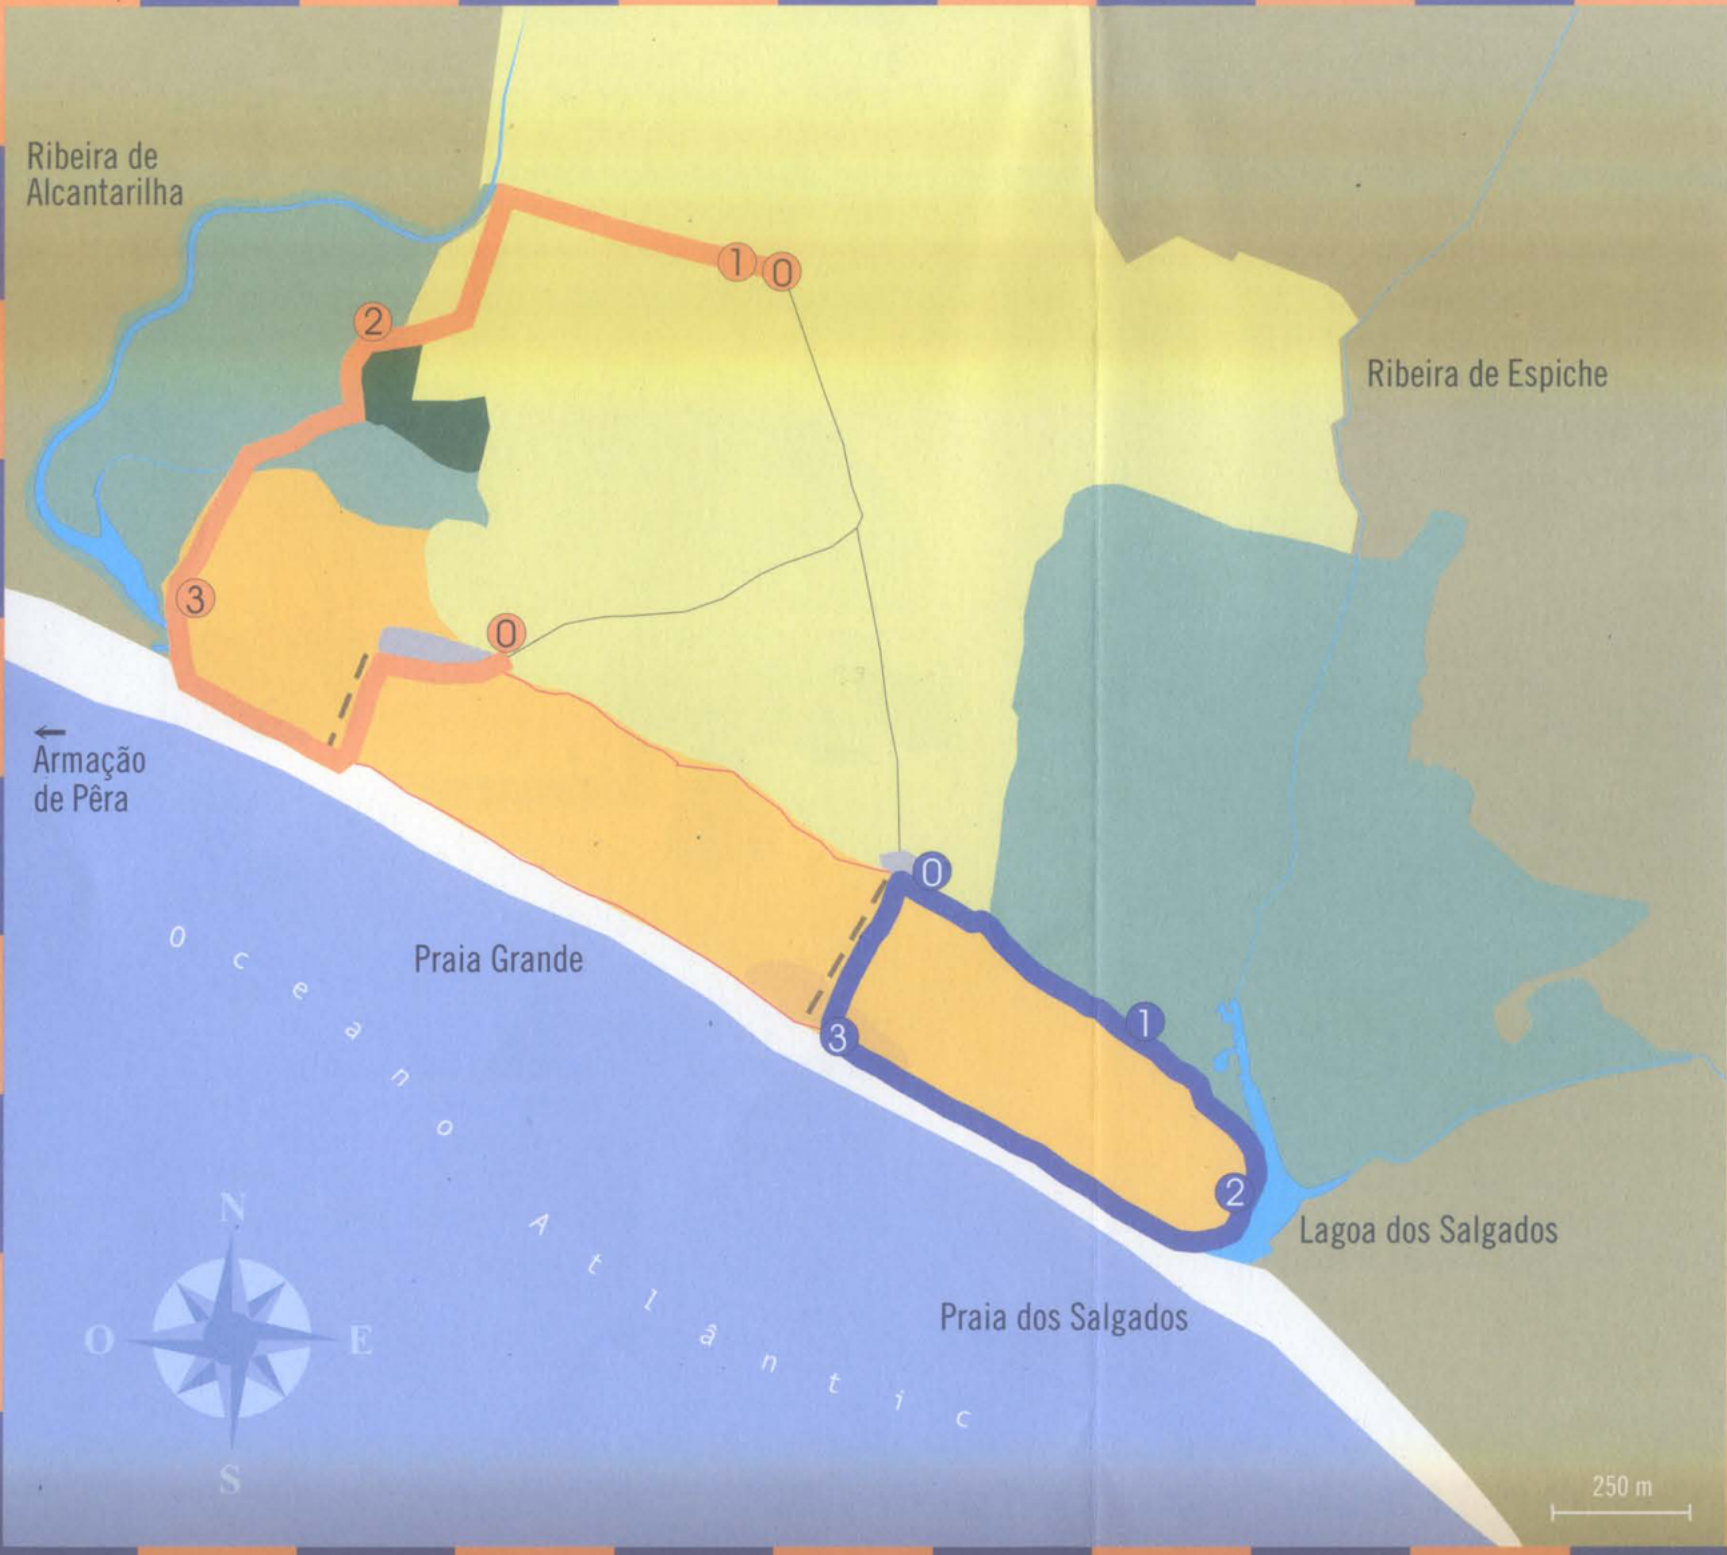 Ribeira de
Alcantarilha
1
0
2
Ribeira de Espiche
3
0
Armação
de Pêra
0
Praia Grande
1
3
2
Lagoa dos Salgados
Praia dos Salgados
Oceano Atlântic
N
O
E
S
250 m